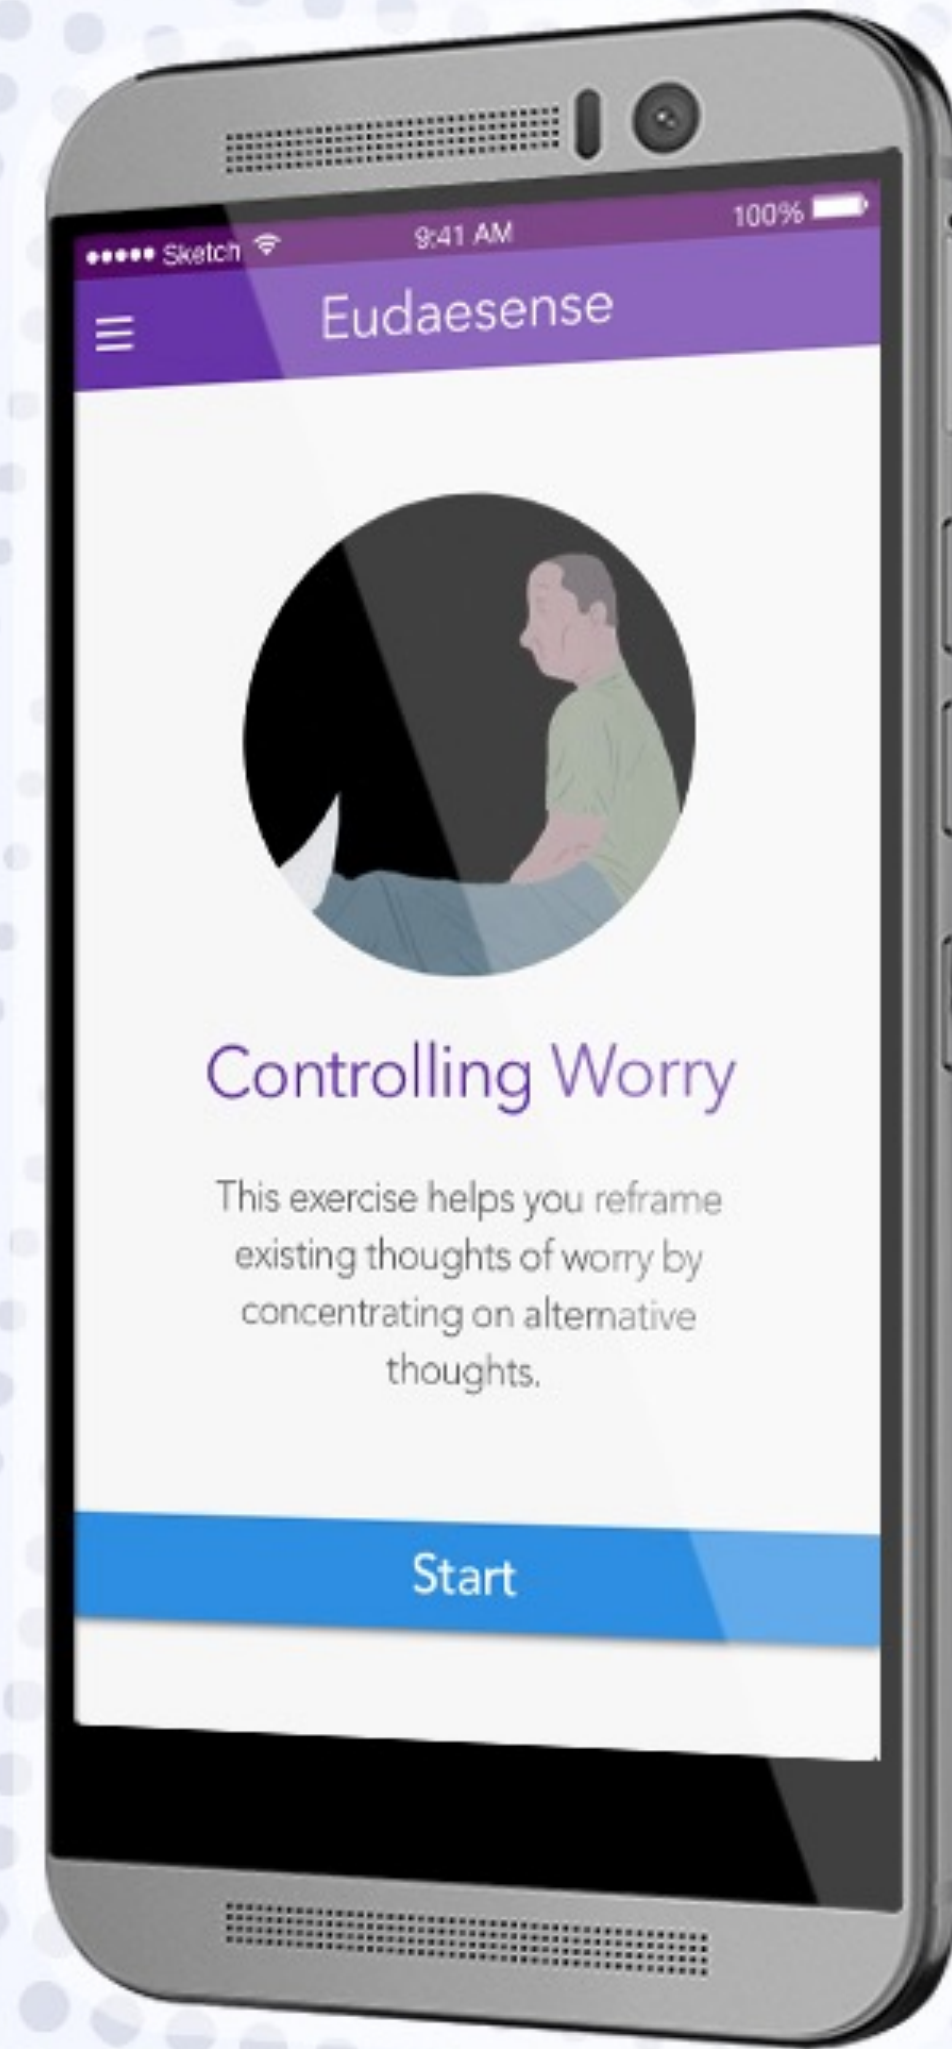 Sketch 9:41 AM 100%
Eudaesense
Controlling Worry
This exercise helps you reframe
existing thoughts of worry by
concentrating on alternative
thoughts.
Start